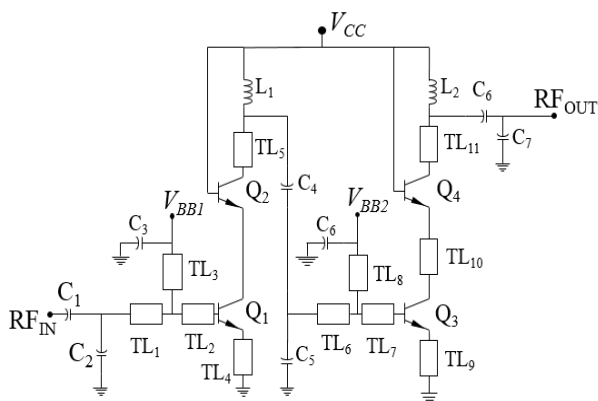 VCC
L1
L2
C6
RFOUT
TL5
TL11
C7
Q2
C4
Q4
VBB1
VBB2
C3
C6
TL3
TL8
TL10
C1
RFIN
Q1
Q3
C2
TL1
TL2
C5
TL6
TL7
TL4
TL9